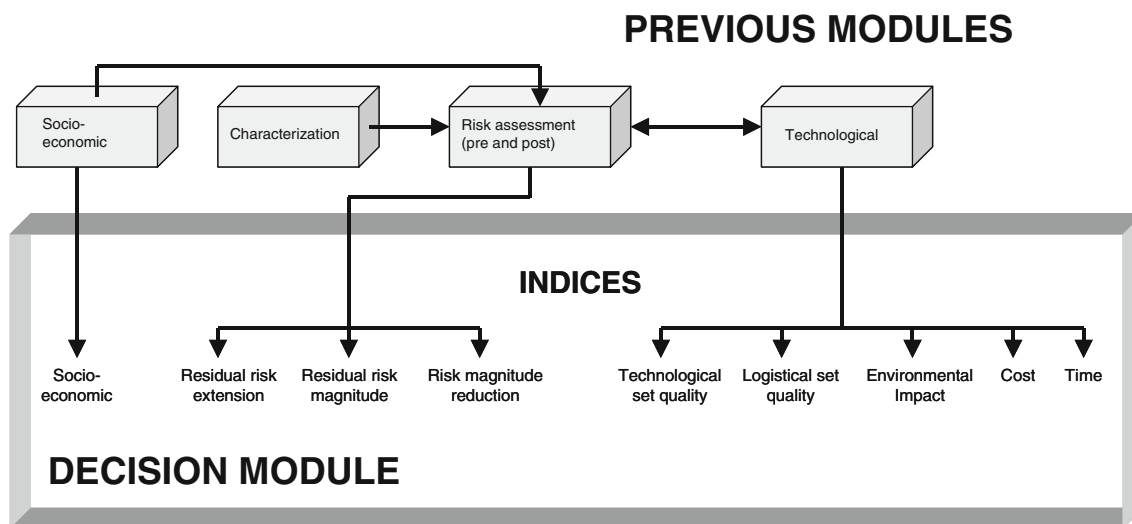 PREVIOUS MODULES
Socio-
economic
Characterization
Risk assessment
(pre and post)
Technological
INDICES
Socio-
economic
Residual risk
extension
Residual risk
magnitude
Risk magnitude
reduction
Technological
set quality
Logistical set
quality
Environmental
Impact
Cost
Time
DECISION MODULE